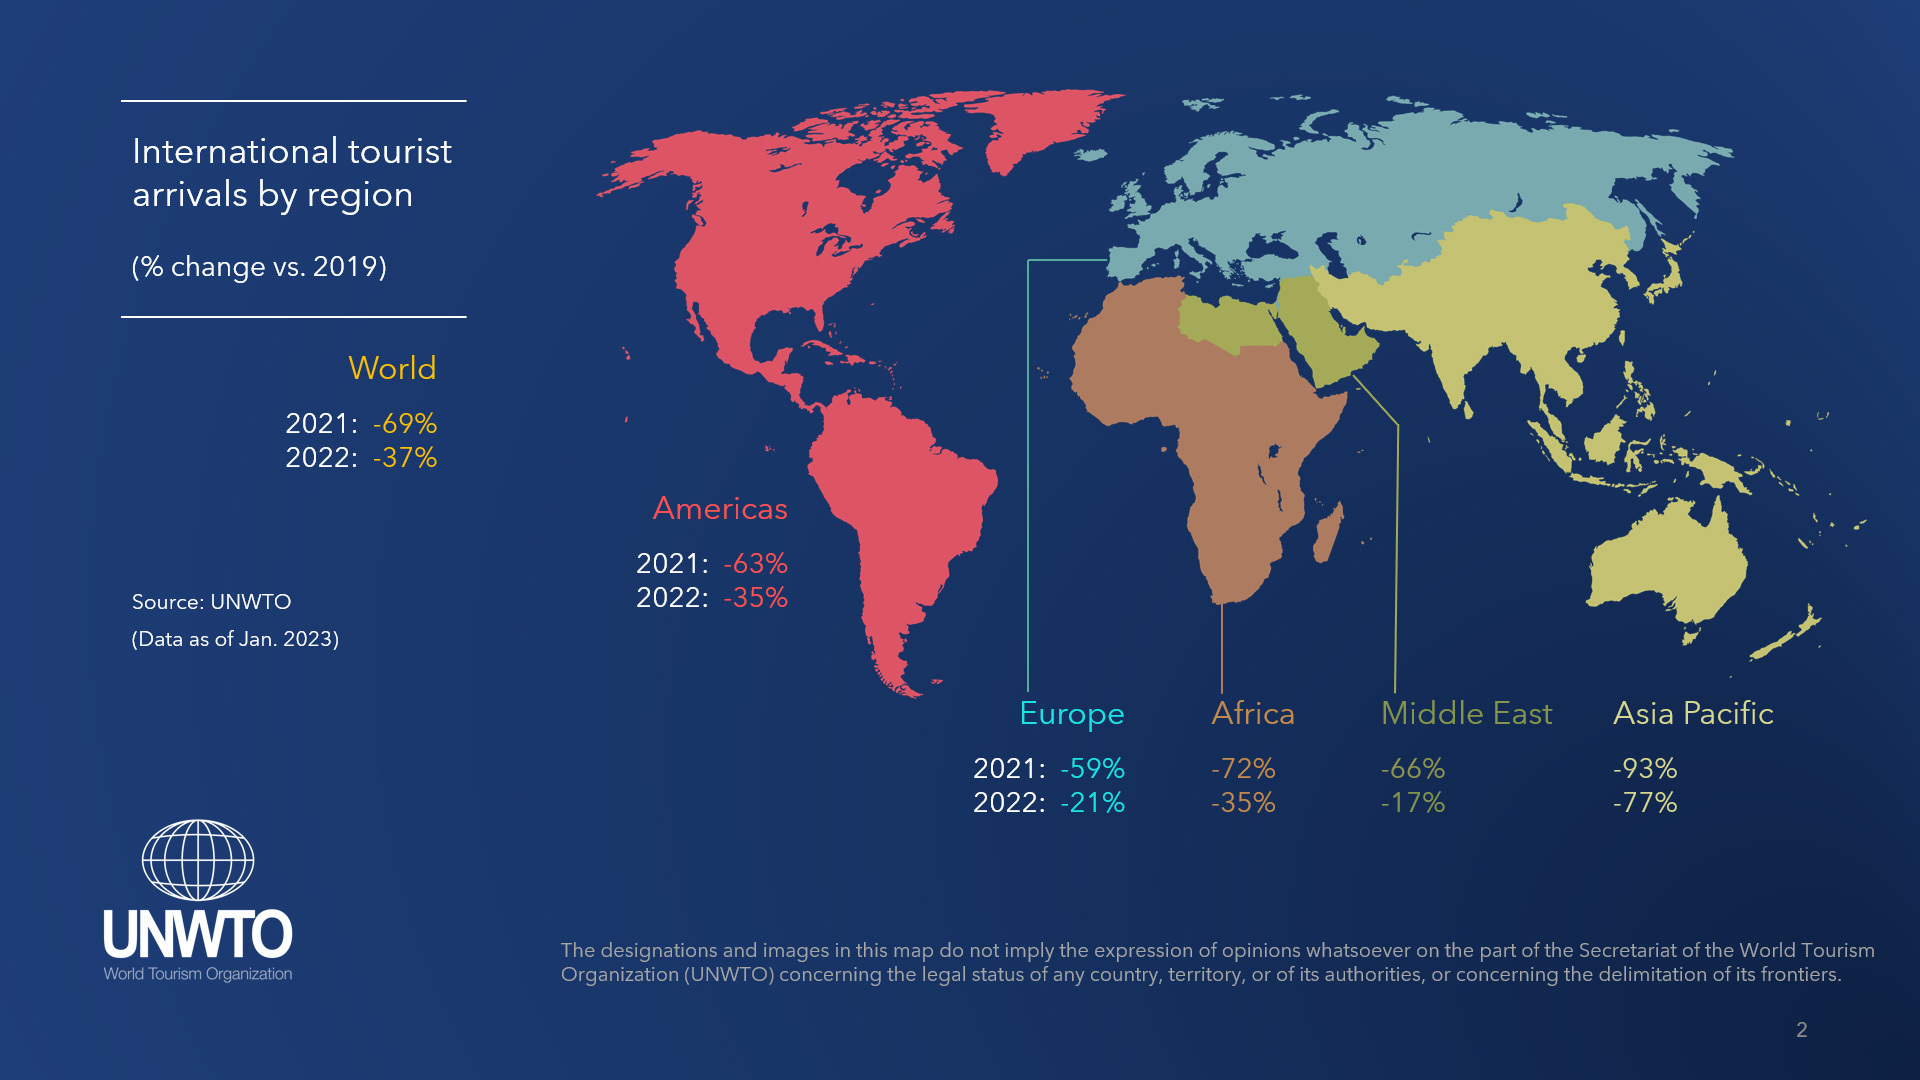 International tourist
arrivals by region
(% change vs. 2019)
World
2021: -69%
2022: -37%
Americas
2021: -63%
2022: -35%
Source: UNWTO
(Data as of Jan. 2023)
Europe Africa Middle East Asia Pacific
2021: -59% -72% -66% -93%
2022: -21% -35% -17% -77%
UNWTO
World Tourism Organization
The designations and images in this map do not imply the expression of opinions whatsoever on the part of the Secretariat of the World Tourism
Organization (UNWTO) concerning the legal status of any country, territory, or of its authorities, or concerning the delimitation of its frontiers.
2